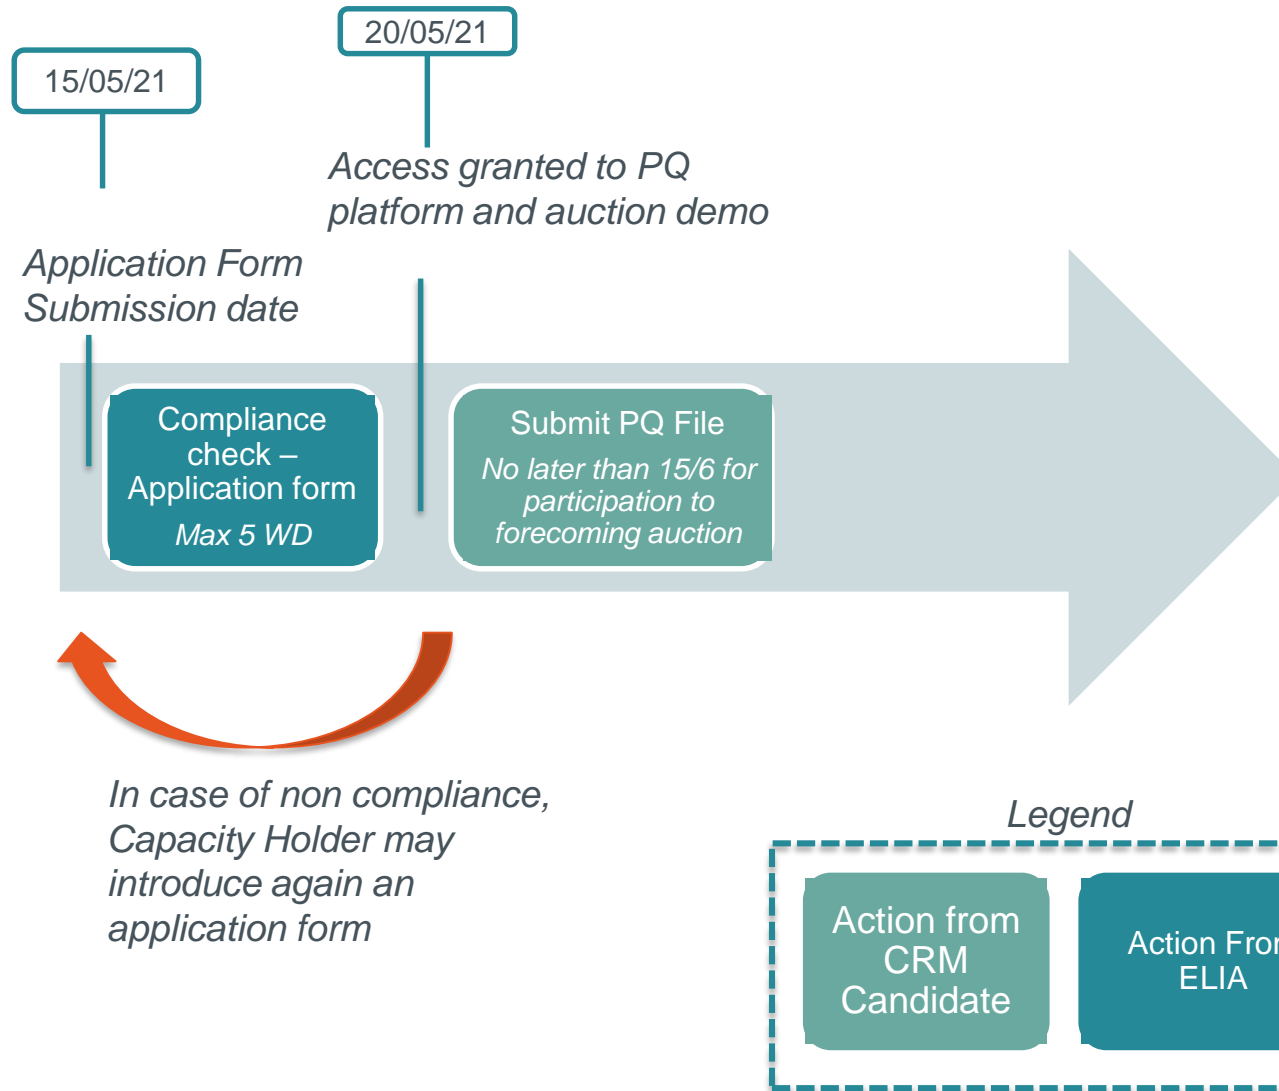 20/05/21
15/05/21
Access granted to PQ
platform and auction demo
Application Form
Submission date
Compliance
check –
Application form
Max 5 WD
Submit PQ File
No later than 15/6 for
participation to
forecoming auction
In case of non compliance,
Capacity Holder may
introduce again an
application form
Legend
Action from
CRM
Candidate
Action From
ELIA